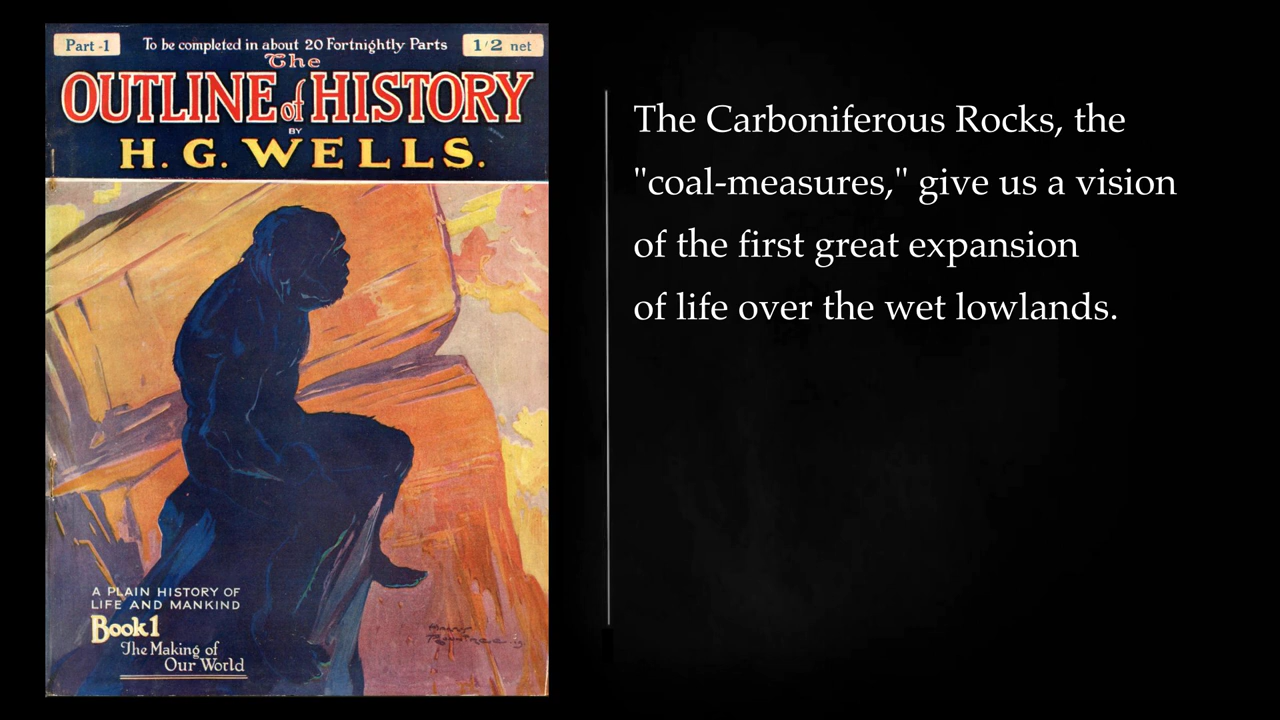 Part -1
To be completed in about 20 Fortnightly Parts
1/2 net
The
OUTLINE of HISTORY
BY
H. G. WELLS.
A PLAIN HISTORY OF
LIFE AND MANKIND
Book 1
The Making of
Our World
The Carboniferous Rocks, the
"coal-measures," give us a vision
of the first great expansion
of life over the wet lowlands.